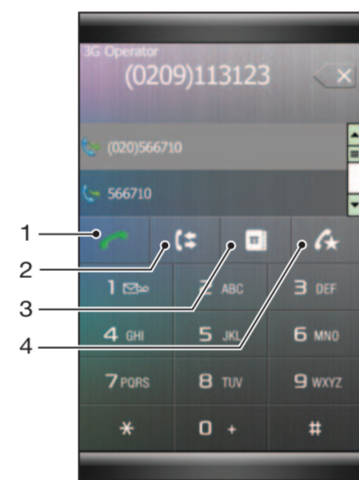 3G Operator
(0209)113123
(020)566710
566710
1
2
3
4
1
2 ABC
3 DEF
4 GHI
5 JKL
6 MNO
7 PQRS
8 TUV
9 WXYZ
*
0 +
#